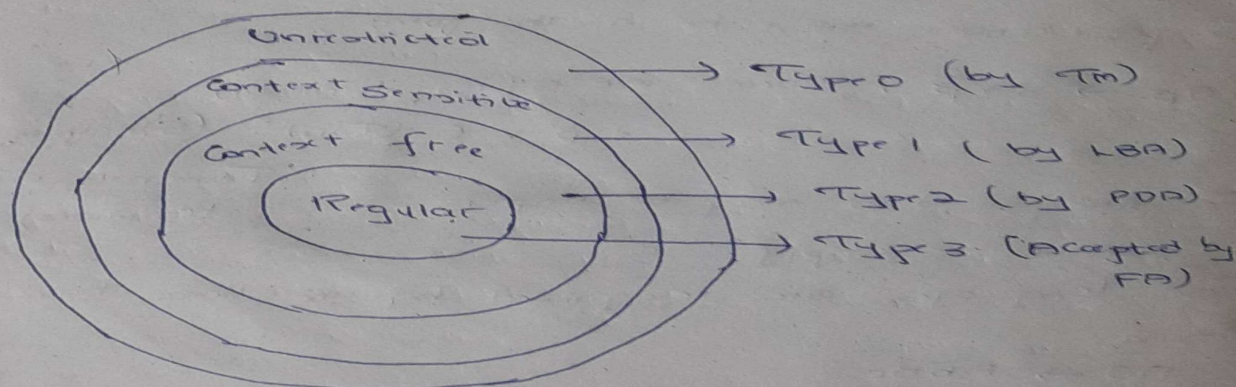 Unrestricted
Context Sensitive
Context free
Regular
Type 0 (by TM)
Type 1 (by LBA)
Type 2 (by PDA)
Type 3 (Accepted by
FA)